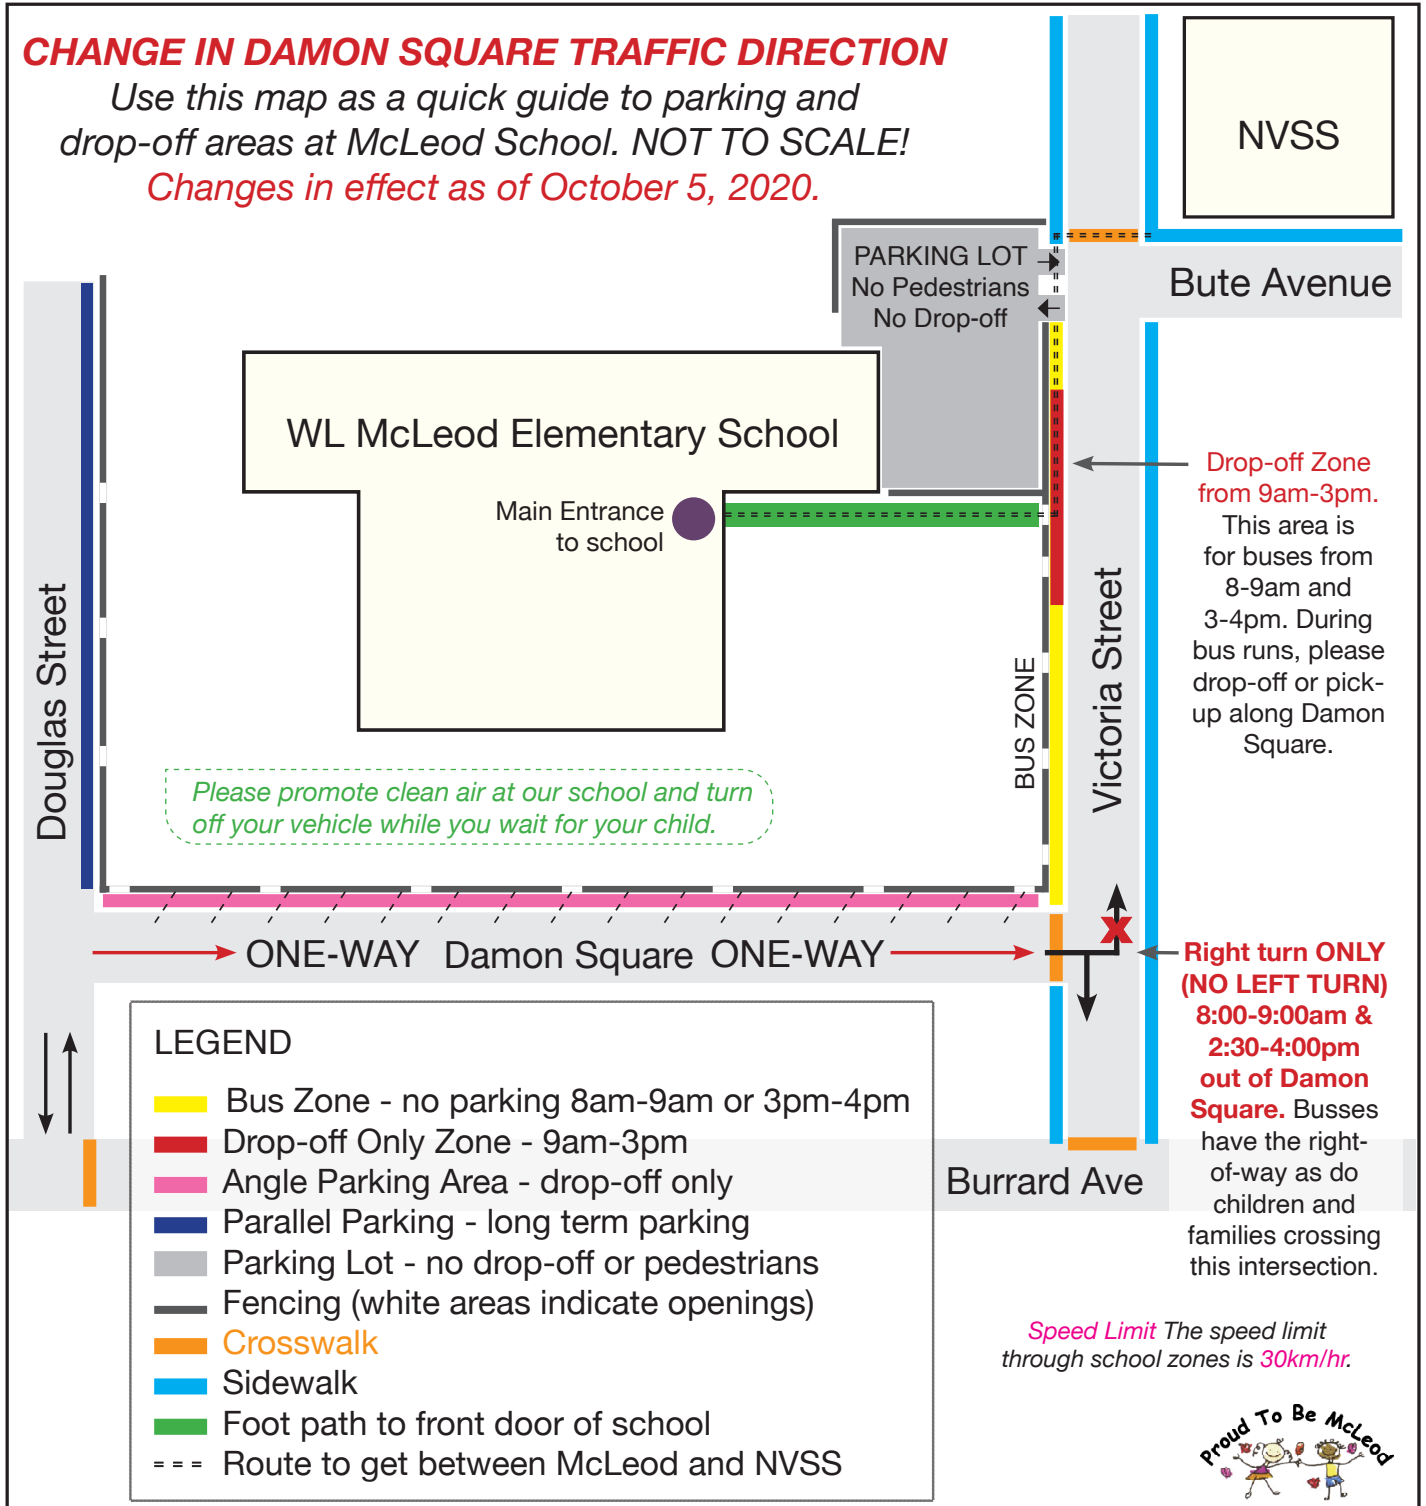 CHANGE IN DAMON SQUARE TRAFFIC DIRECTION
Use this map as a quick guide to parking and
drop-off areas at McLeod School. NOT TO SCALE!
Changes in effect as of October 5, 2020.
NVSS
PARKING LOT
No Pedestrians
No Drop-off
Bute Avenue
WL McLeod Elementary School
Main Entrance
to school
Drop-off Zone
from 9am-3pm.
This area is
for buses from
8-9am and
3-4pm. During
bus runs, please
drop-off or pick-
up along Damon
Square.
Douglas Street
BUS ZONE
Victoria Street
Please promote clean air at our school and turn
off your vehicle while you wait for your child.
ONE-WAY Damon Square ONE-WAY
X
Right turn ONLY
(NO LEFT TURN)
8:00-9:00am &
2:30-4:00pm
out of Damon
Square. Busses
have the right-
of-way as do
children and
families crossing
this intersection.
LEGEND
Bus Zone - no parking 8am-9am or 3pm-4pm
Drop-off Only Zone - 9am-3pm
Angle Parking Area - drop-off only
Parallel Parking - long term parking
Parking Lot - no drop-off or pedestrians
Fencing (white areas indicate openings)
Crosswalk
Sidewalk
Foot path to front door of school
Route to get between McLeod and NVSS
Burrard Ave
Speed Limit The speed limit
through school zones is 30km/hr.
Proud To Be McLeod